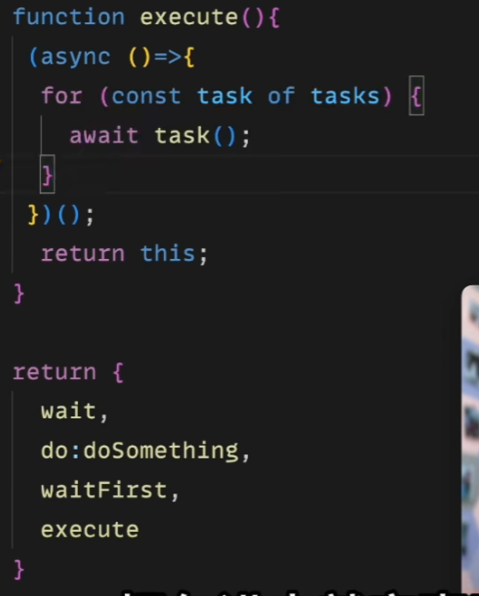 function execute(){
(async ()=>{
for (const task of tasks) {
await task();
}
})();
return this;
}
return {
wait,
do:doSomething,
waitFirst,
execute
}